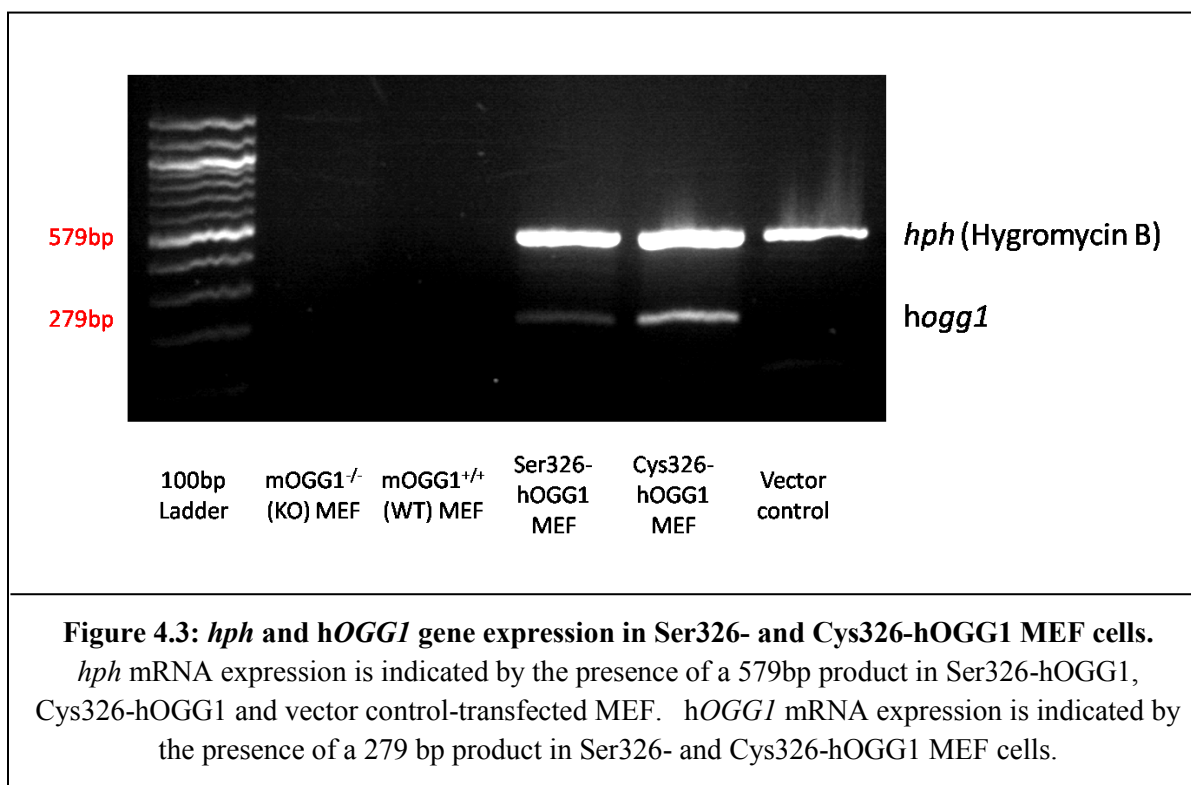 579bp
hph (Hygromycin B)
279bp
hogg1
100bp
Ladder
mOGG1-/-
(KO) MEF
mOGG1+/+
(WT) MEF
Ser326-
hOGG1
MEF
Cys326-
hOGG1
MEF
Vector
control
Figure 4.3: hph and hOGG1 gene expression in Ser326- and Cys326-hOGG1 MEF cells.
hph mRNA expression is indicated by the presence of a 579bp product in Ser326-hOGG1,
Cys326-hOGG1 and vector control-transfected MEF. hOGG1 mRNA expression is indicated by
the presence of a 279 bp product in Ser326- and Cys326-hOGG1 MEF cells.